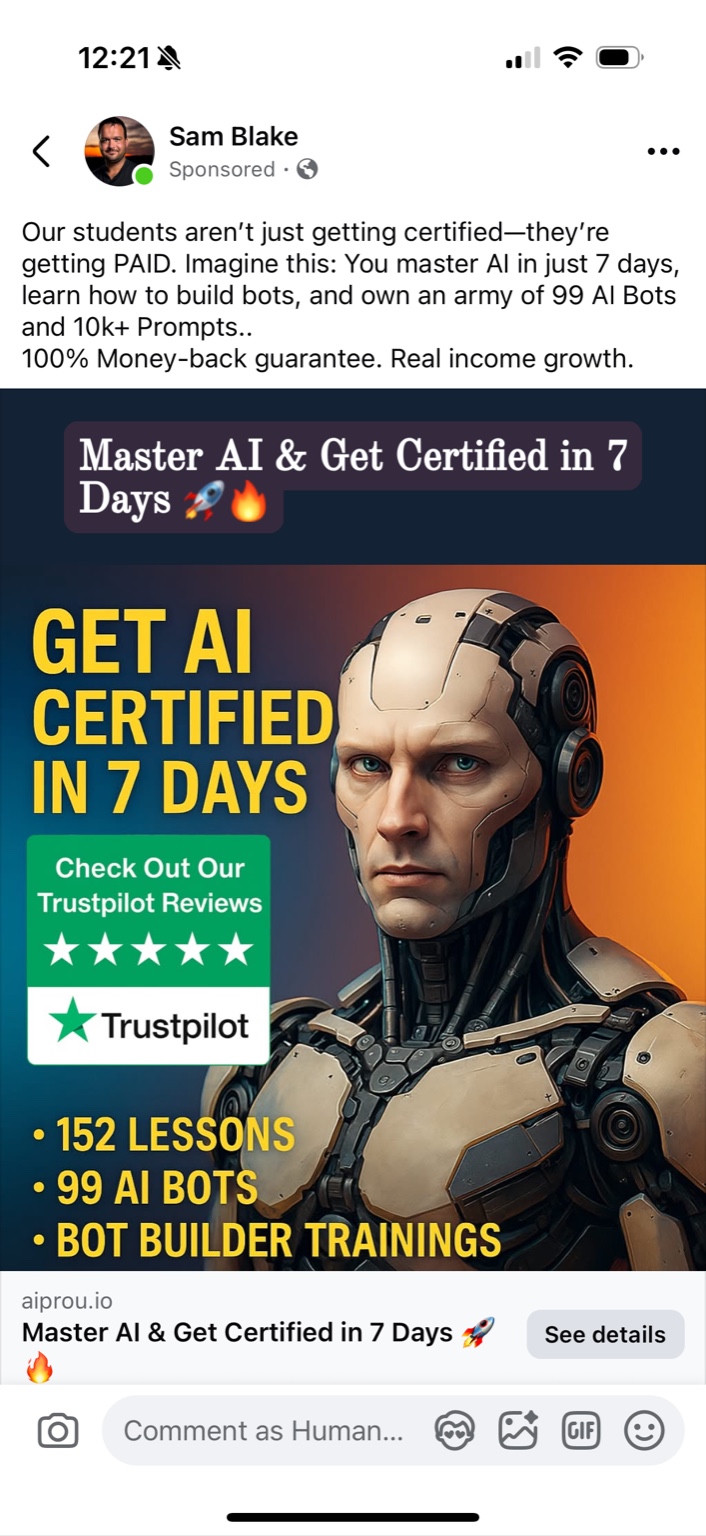 12:21
Sam Blake
Sponsored ·
Our students aren’t just getting certified—they’re
getting PAID. Imagine this: You master AI in just 7 days,
learn how to build bots, and own an army of 99 AI Bots
and 10k+ Prompts..
100% Money-back guarantee. Real income growth.
Master AI & Get Certified in 7
Days 🚀🔥
GET AI
CERTIFIED
IN 7 DAYS
Check Out Our
Trustpilot Reviews
Trustpilot
• 152 LESSONS
• 99 AI BOTS
• BOT BUILDER TRAININGS
aiprou.io
Master AI & Get Certified in 7 Days 🚀
🔥
See details
Comment as Human...
GIF